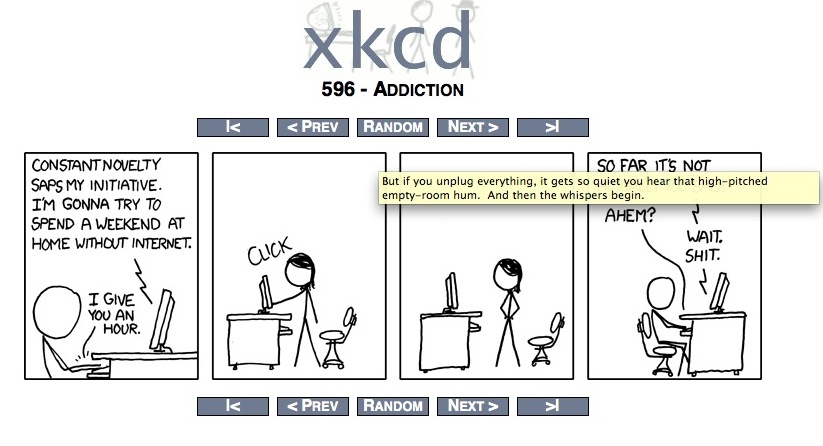 xkcd
596 - ADDICTION
|<
< PREV
RANDOM
NEXT >
>|
CONSTANT NOVELTY
SAPS MY INITIATIVE.
I'M GONNA TRY TO
SPEND A WEEKEND AT
HOME WITHOUT INTERNET.
I GIVE
YOU AN
HOUR.
CLICK
But if you unplug everything, it gets so quiet you hear that high-pitched
empty-room hum.  And then the whispers begin.
SO FAR IT'S NOT
AHEM?
WAIT.
SHIT.
|<
< PREV
RANDOM
NEXT >
>|